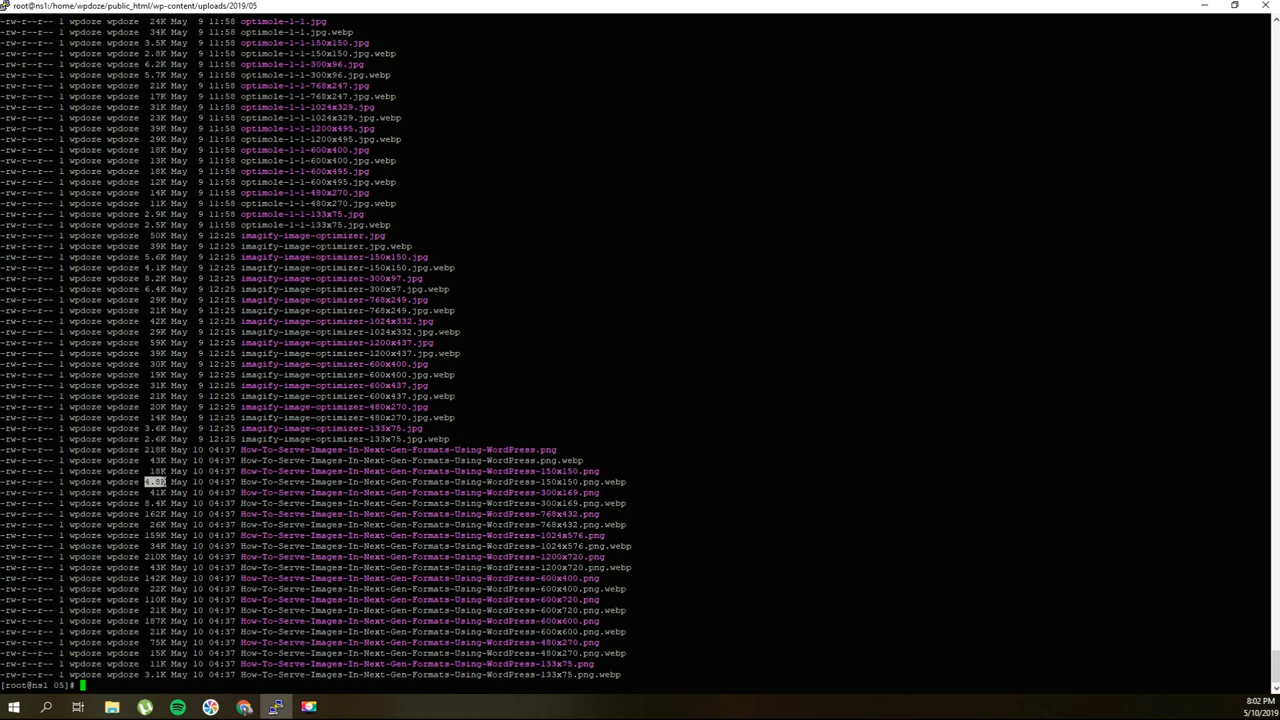 root@ns1:/home/wpdoze/public_html/wp-content/uploads/2019/05
-rw-r--r-- 1 wpdoze wpdoze 24K May 9 11:58 optimole-1-1.jpg
-rw-r--r-- 1 wpdoze wpdoze 34K May 9 11:58 optimole-1-1.jpg.webp
-rw-r--r-- 1 wpdoze wpdoze 3.5K May 9 11:58 optimole-1-1-150x150.jpg
-rw-r--r-- 1 wpdoze wpdoze 2.8K May 9 11:58 optimole-1-1-150x150.jpg.webp
-rw-r--r-- 1 wpdoze wpdoze 6.2K May 9 11:58 optimole-1-1-300x96.jpg
-rw-r--r-- 1 wpdoze wpdoze 5.7K May 9 11:58 optimole-1-1-300x96.jpg.webp
-rw-r--r-- 1 wpdoze wpdoze 21K May 9 11:58 optimole-1-1-768x247.jpg
-rw-r--r-- 1 wpdoze wpdoze 17K May 9 11:58 optimole-1-1-768x247.jpg.webp
-rw-r--r-- 1 wpdoze wpdoze 31K May 9 11:58 optimole-1-1-1024x329.jpg
-rw-r--r-- 1 wpdoze wpdoze 23K May 9 11:58 optimole-1-1-1024x329.jpg.webp
-rw-r--r-- 1 wpdoze wpdoze 39K May 9 11:58 optimole-1-1-1200x495.jpg
-rw-r--r-- 1 wpdoze wpdoze 29K May 9 11:58 optimole-1-1-1200x495.jpg.webp
-rw-r--r-- 1 wpdoze wpdoze 18K May 9 11:58 optimole-1-1-600x400.jpg
-rw-r--r-- 1 wpdoze wpdoze 13K May 9 11:58 optimole-1-1-600x400.jpg.webp
-rw-r--r-- 1 wpdoze wpdoze 18K May 9 11:58 optimole-1-1-600x495.jpg
-rw-r--r-- 1 wpdoze wpdoze 12K May 9 11:58 optimole-1-1-600x495.jpg.webp
-rw-r--r-- 1 wpdoze wpdoze 14K May 9 11:58 optimole-1-1-480x270.jpg
-rw-r--r-- 1 wpdoze wpdoze 11K May 9 11:58 optimole-1-1-480x270.jpg.webp
-rw-r--r-- 1 wpdoze wpdoze 2.9K May 9 11:58 optimole-1-1-133x75.jpg
-rw-r--r-- 1 wpdoze wpdoze 2.5K May 9 11:58 optimole-1-1-133x75.jpg.webp
-rw-r--r-- 1 wpdoze wpdoze 50K May 9 12:25 imagify-image-optimizer.jpg
-rw-r--r-- 1 wpdoze wpdoze 39K May 9 12:25 imagify-image-optimizer.jpg.webp
-rw-r--r-- 1 wpdoze wpdoze 5.6K May 9 12:25 imagify-image-optimizer-150x150.jpg
-rw-r--r-- 1 wpdoze wpdoze 4.1K May 9 12:25 imagify-image-optimizer-150x150.jpg.webp
-rw-r--r-- 1 wpdoze wpdoze 8.2K May 9 12:25 imagify-image-optimizer-300x97.jpg
-rw-r--r-- 1 wpdoze wpdoze 6.4K May 9 12:25 imagify-image-optimizer-300x97.jpg.webp
-rw-r--r-- 1 wpdoze wpdoze 29K May 9 12:25 imagify-image-optimizer-768x249.jpg
-rw-r--r-- 1 wpdoze wpdoze 21K May 9 12:25 imagify-image-optimizer-768x249.jpg.webp
-rw-r--r-- 1 wpdoze wpdoze 42K May 9 12:25 imagify-image-optimizer-1024x332.jpg
-rw-r--r-- 1 wpdoze wpdoze 29K May 9 12:25 imagify-image-optimizer-1024x332.jpg.webp
-rw-r--r-- 1 wpdoze wpdoze 59K May 9 12:25 imagify-image-optimizer-1200x437.jpg
-rw-r--r-- 1 wpdoze wpdoze 39K May 9 12:25 imagify-image-optimizer-1200x437.jpg.webp
-rw-r--r-- 1 wpdoze wpdoze 30K May 9 12:25 imagify-image-optimizer-600x400.jpg
-rw-r--r-- 1 wpdoze wpdoze 19K May 9 12:25 imagify-image-optimizer-600x400.jpg.webp
-rw-r--r-- 1 wpdoze wpdoze 31K May 9 12:25 imagify-image-optimizer-600x437.jpg
-rw-r--r-- 1 wpdoze wpdoze 21K May 9 12:25 imagify-image-optimizer-600x437.jpg.webp
-rw-r--r-- 1 wpdoze wpdoze 20K May 9 12:25 imagify-image-optimizer-480x270.jpg
-rw-r--r-- 1 wpdoze wpdoze 14K May 9 12:25 imagify-image-optimizer-480x270.jpg.webp
-rw-r--r-- 1 wpdoze wpdoze 3.6K May 9 12:25 imagify-image-optimizer-133x75.jpg
-rw-r--r-- 1 wpdoze wpdoze 2.6K May 9 12:25 imagify-image-optimizer-133x75.jpg.webp
-rw-r--r-- 1 wpdoze wpdoze 218K May 10 04:37 How-To-Serve-Images-In-Next-Gen-Formats-Using-WordPress.png
-rw-r--r-- 1 wpdoze wpdoze 43K May 10 04:37 How-To-Serve-Images-In-Next-Gen-Formats-Using-WordPress.png.webp
-rw-r--r-- 1 wpdoze wpdoze 18K May 10 04:37 How-To-Serve-Images-In-Next-Gen-Formats-Using-WordPress-150x150.png
-rw-r--r-- 1 wpdoze wpdoze 4.8K May 10 04:37 How-To-Serve-Images-In-Next-Gen-Formats-Using-WordPress-150x150.png.webp
-rw-r--r-- 1 wpdoze wpdoze 41K May 10 04:37 How-To-Serve-Images-In-Next-Gen-Formats-Using-WordPress-300x169.png
-rw-r--r-- 1 wpdoze wpdoze 8.4K May 10 04:37 How-To-Serve-Images-In-Next-Gen-Formats-Using-WordPress-300x169.png.webp
-rw-r--r-- 1 wpdoze wpdoze 162K May 10 04:37 How-To-Serve-Images-In-Next-Gen-Formats-Using-WordPress-768x432.png
-rw-r--r-- 1 wpdoze wpdoze 26K May 10 04:37 How-To-Serve-Images-In-Next-Gen-Formats-Using-WordPress-768x432.png.webp
-rw-r--r-- 1 wpdoze wpdoze 159K May 10 04:37 How-To-Serve-Images-In-Next-Gen-Formats-Using-WordPress-1024x576.png
-rw-r--r-- 1 wpdoze wpdoze 34K May 10 04:37 How-To-Serve-Images-In-Next-Gen-Formats-Using-WordPress-1024x576.png.webp
-rw-r--r-- 1 wpdoze wpdoze 210K May 10 04:37 How-To-Serve-Images-In-Next-Gen-Formats-Using-WordPress-1200x720.png
-rw-r--r-- 1 wpdoze wpdoze 43K May 10 04:37 How-To-Serve-Images-In-Next-Gen-Formats-Using-WordPress-1200x720.png.webp
-rw-r--r-- 1 wpdoze wpdoze 142K May 10 04:37 How-To-Serve-Images-In-Next-Gen-Formats-Using-WordPress-600x400.png
-rw-r--r-- 1 wpdoze wpdoze 22K May 10 04:37 How-To-Serve-Images-In-Next-Gen-Formats-Using-WordPress-600x400.png.webp
-rw-r--r-- 1 wpdoze wpdoze 110K May 10 04:37 How-To-Serve-Images-In-Next-Gen-Formats-Using-WordPress-600x720.png
-rw-r--r-- 1 wpdoze wpdoze 21K May 10 04:37 How-To-Serve-Images-In-Next-Gen-Formats-Using-WordPress-600x720.png.webp
-rw-r--r-- 1 wpdoze wpdoze 187K May 10 04:37 How-To-Serve-Images-In-Next-Gen-Formats-Using-WordPress-600x600.png
-rw-r--r-- 1 wpdoze wpdoze 21K May 10 04:37 How-To-Serve-Images-In-Next-Gen-Formats-Using-WordPress-600x600.png.webp
-rw-r--r-- 1 wpdoze wpdoze 75K May 10 04:37 How-To-Serve-Images-In-Next-Gen-Formats-Using-WordPress-480x270.png
-rw-r--r-- 1 wpdoze wpdoze 15K May 10 04:37 How-To-Serve-Images-In-Next-Gen-Formats-Using-WordPress-480x270.png.webp
-rw-r--r-- 1 wpdoze wpdoze 11K May 10 04:37 How-To-Serve-Images-In-Next-Gen-Formats-Using-WordPress-133x75.png
-rw-r--r-- 1 wpdoze wpdoze 3.1K May 10 04:37 How-To-Serve-Images-In-Next-Gen-Formats-Using-WordPress-133x75.png.webp
[root@ns1 05]#
8:02 PM
5/10/2019